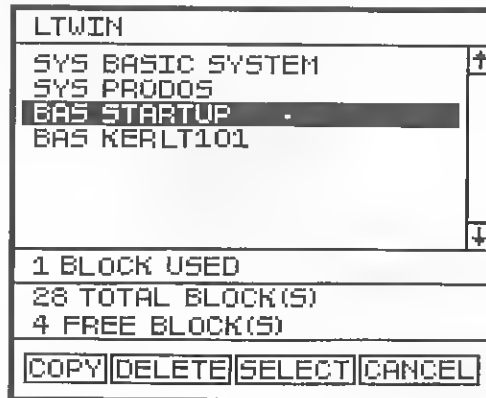 LTWIN
SYS BASIC SYSTEM
SYS PRODOS
BAS STARTUP
BAS KERLT101
1 BLOCK USED
28 TOTAL BLOCK(S)
4 FREE BLOCK(S)
COPY DELETE SELECT CANCEL